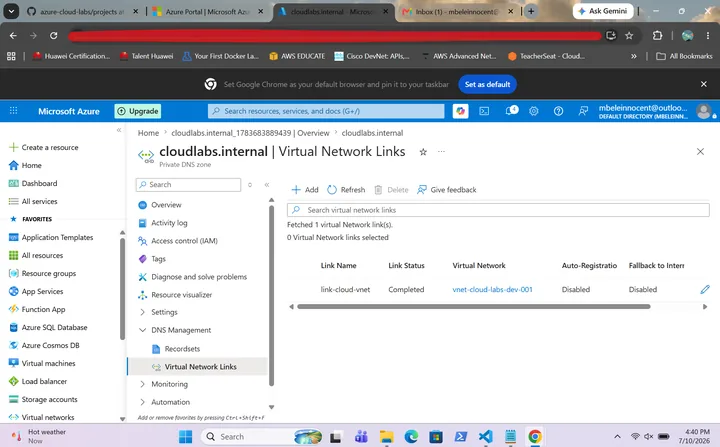 azure-cloud-labs/projects at
Azure Portal | Microsoft Azur
cloudlabs.internal - Microsoft
Inbox (1) - mbeleinnocent@
Ask Gemini
Huawei Certification...
Talent Huawei
Your First Docker La...
AWS EDUCATE
Cisco DevNet: APIs,...
AWS Advanced Net...
TeacherSeat - Cloud...
All Bookmarks
Set Google Chrome as your default browser and pin it to your taskbar
Set as default
Microsoft Azure
Upgrade
Search resources, services, and docs (G+/)
4
mbeleinnocent@outloo...
DEFAULT DIRECTORY (MBELEINN...
Create a resource
Home
Dashboard
All services
FAVORITES
Application Templates
All resources
Resource groups
App Services
Function App
Azure SQL Database
Azure Cosmos DB
Virtual machines
Load balancer
Storage accounts
Virtual networks
Home > cloudlabs.internal_1783683889439 | Overview > cloudlabs.internal
cloudlabs.internal | Virtual Network Links
Private DNS zone
Search
Overview
Activity log
Access control (IAM)
Tags
Diagnose and solve problems
Resource visualizer
Settings
DNS Management
Recordsets
Virtual Network Links
Monitoring
Automation
Add or remove favorites by pressing Ctrl+Shift+F
Add
Refresh
Delete
Give feedback
Search virtual network links
Fetched 1 virtual Network link(s).
0 Virtual Network links selected
Link Name Link Status Virtual Network Auto-Registratio Fallback to Interr
link-cloud-vnet Completed vnet-cloud-labs-dev-001 Disabled Disabled
Hot weather
Now
Search
4:40 PM
7/10/2026